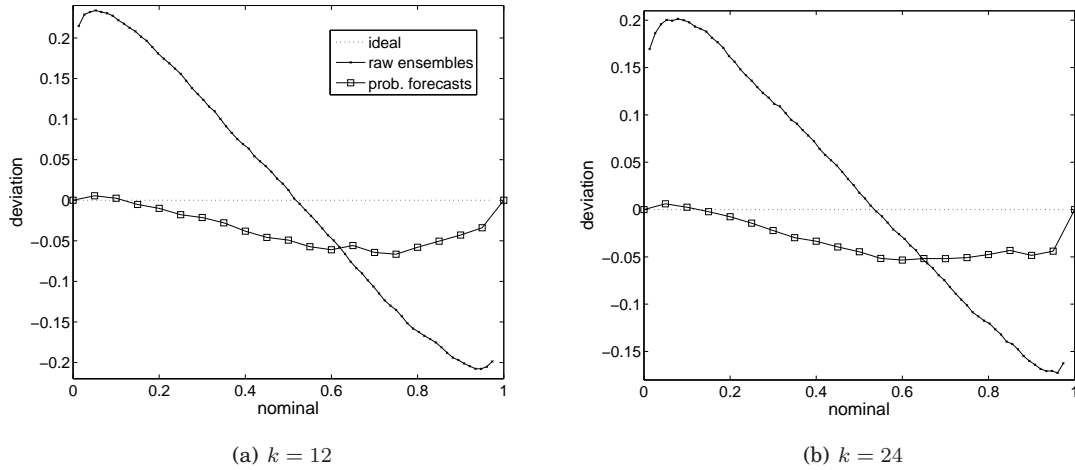 0.2
0.15
0.1
0.05
0
−0.05
−0.1
−0.15
−0.2
deviation
ideal
raw ensembles
prob. forecasts
0 0.2 0.4 0.6 0.8 1
nominal
(a) k = 12
0.2
0.15
0.1
0.05
0
−0.05
−0.1
−0.15
deviation
0 0.2 0.4 0.6 0.8 1
nominal
(b) k = 24